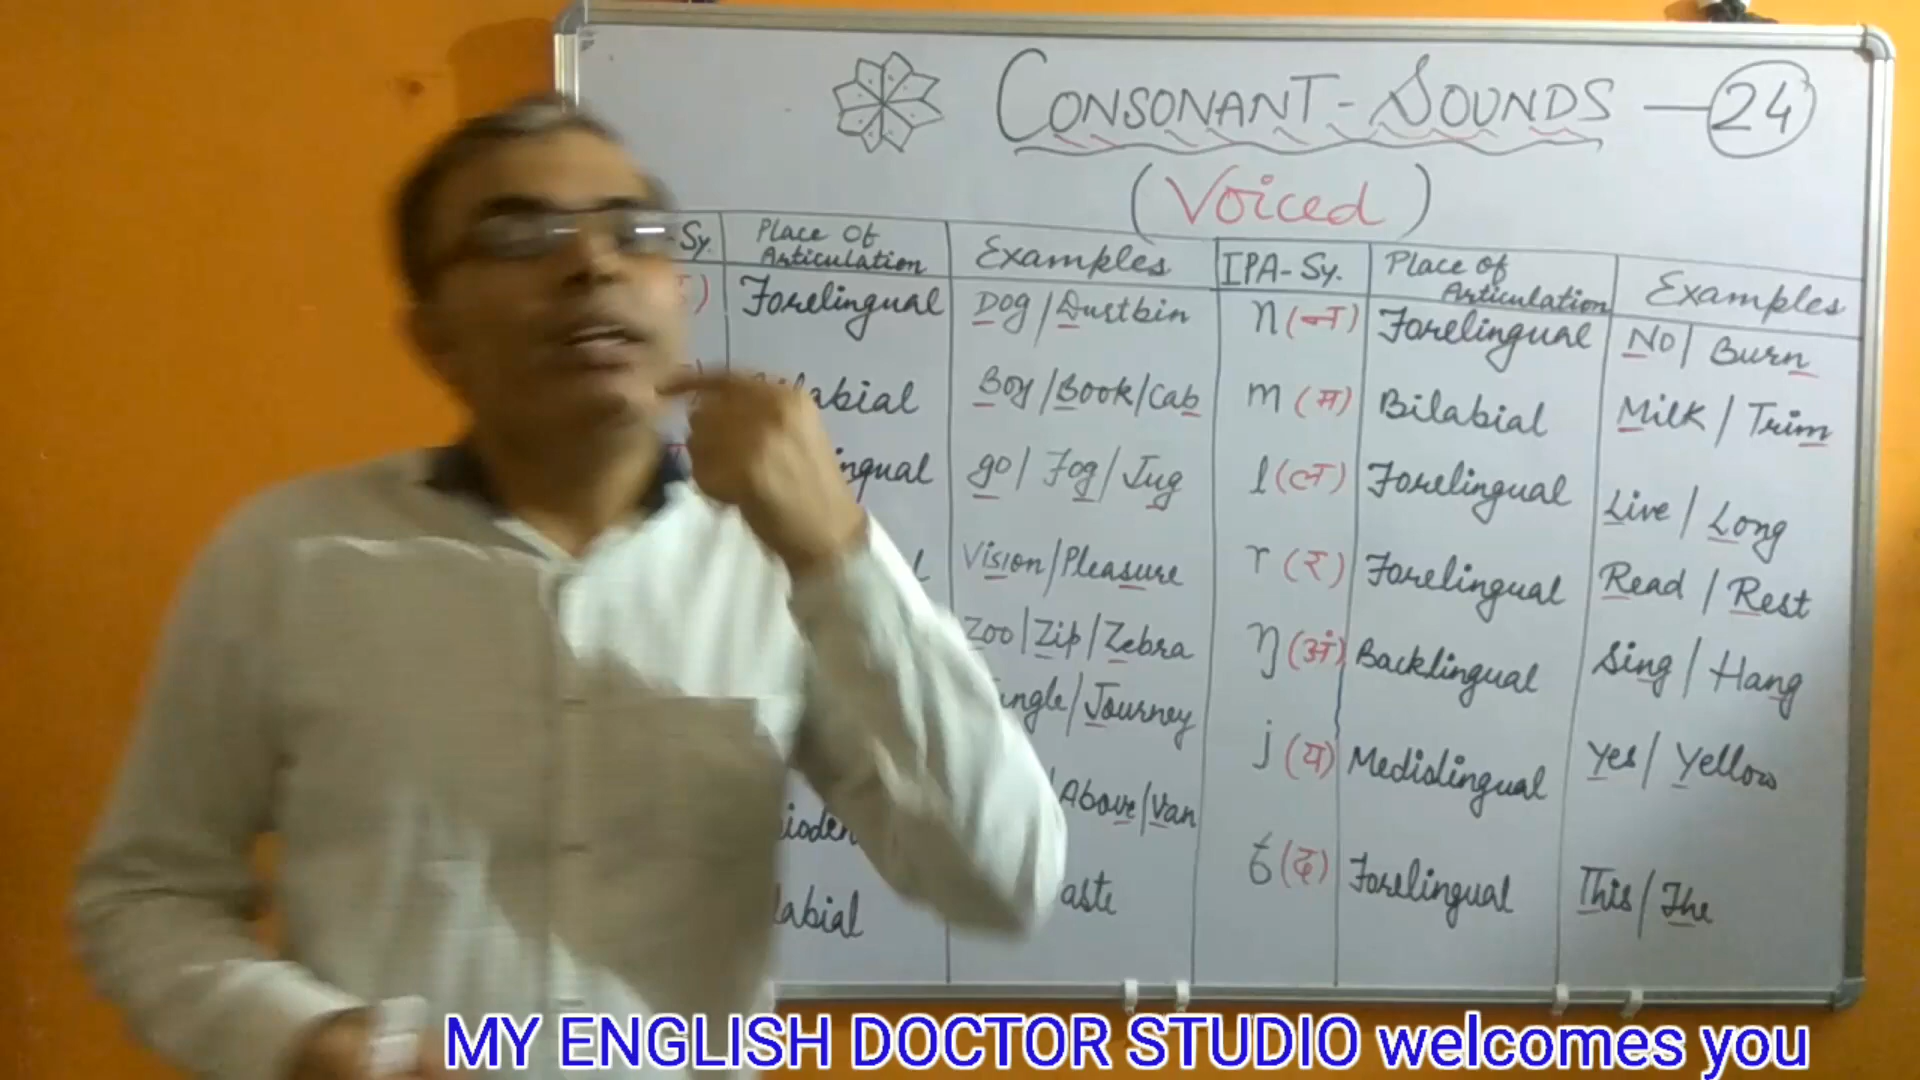 CONSONANT-SOUNDS — 24
(Voiced)
-Sy. Place Of Articulation Examples IPA-Sy. Place of Articulation Examples
Forelingual Dog/Dustbin n (न) Forelingual No/ Burn
Boy/Book/Cab m (म) Bilabial Milk / Trim
go/ Fog/ Jug l (ल) Forelingual Live / Long
Vision/Pleasure r (र) Forelingual Read / Rest
Zoo/Zip/Zebra ŋ (अं) Backlingual Sing / Hang
Journey j (य) Mediolingual Yes/ Yellow
Above/Van
(द) Forelingual This/ The
MY ENGLISH DOCTOR STUDIO welcomes you